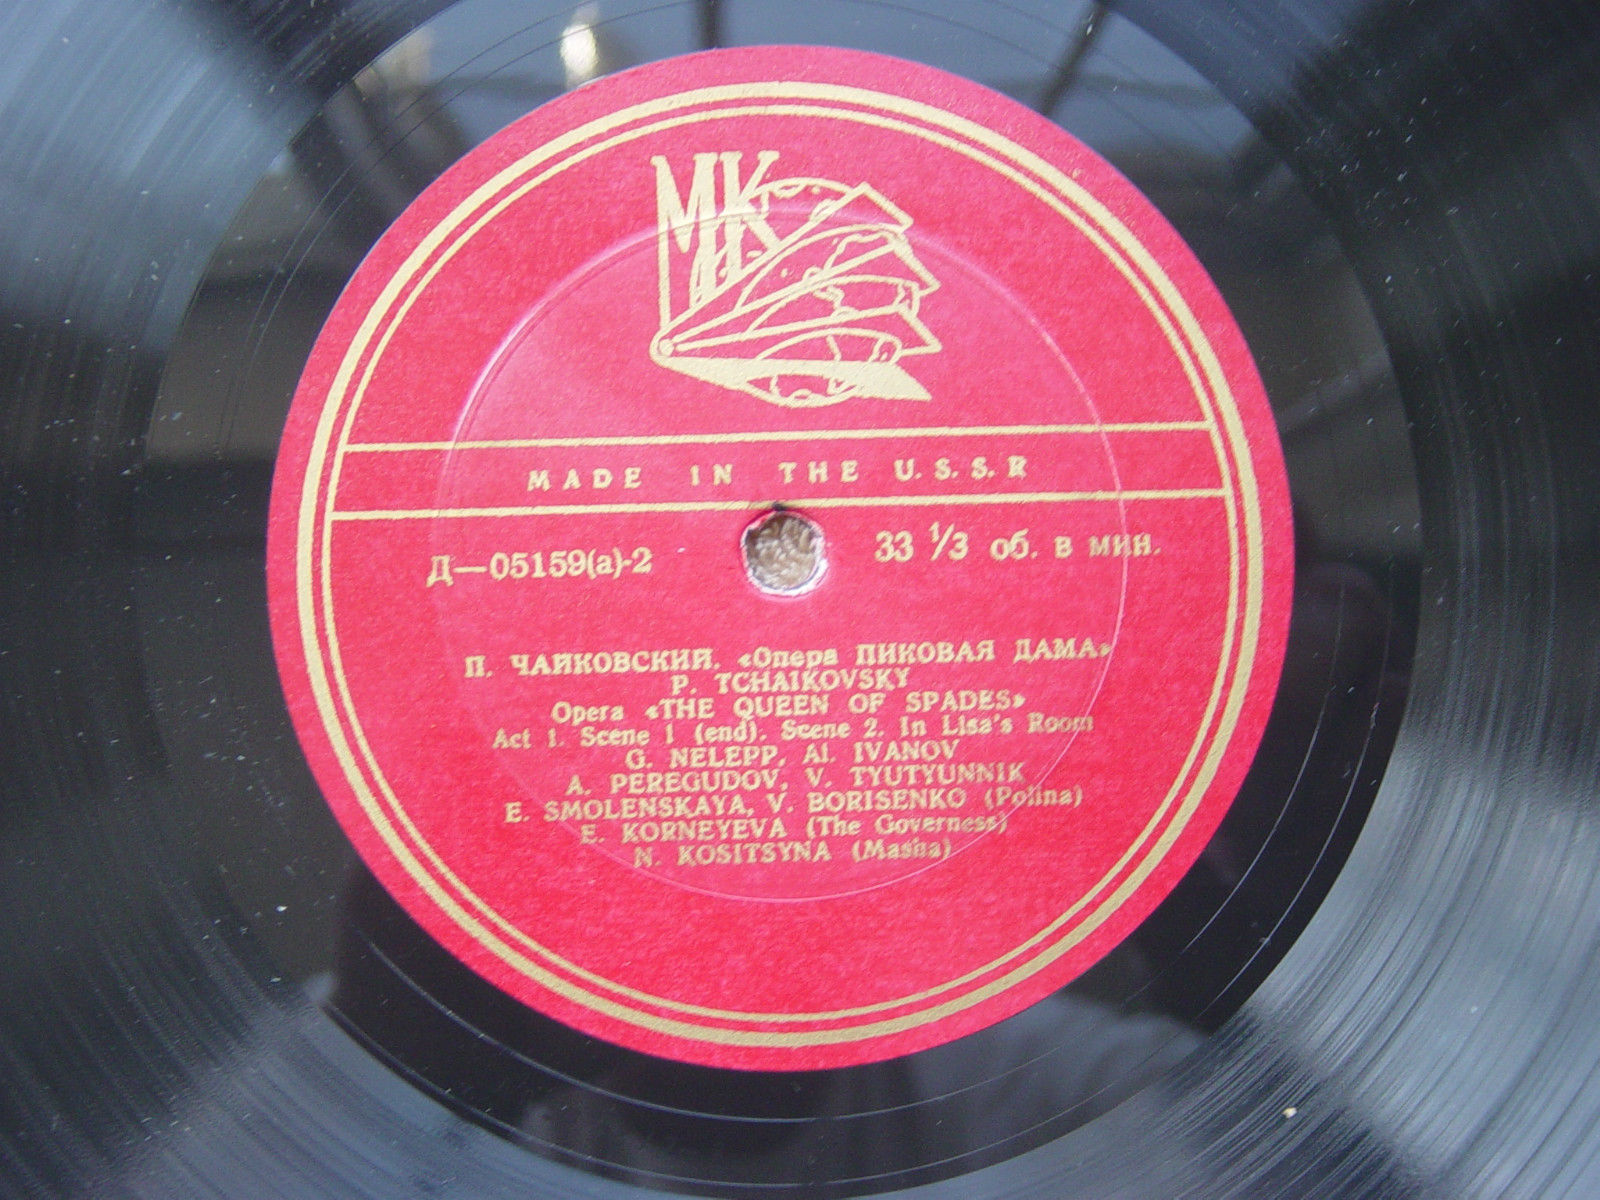 МК
MADE IN THE U.S.S.R
Д—05159(а)-2
33 1/3 об. в мин.
П. ЧАЙКОВСКИЙ. «Опера ПИКОВАЯ ДАМА»
P. TCHAIKOVSKY
Opera «THE QUEEN OF SPADES»
Act 1. Scene 1 (end). Scene 2. In Lisa's Room
G. NELEPP, Al. IVANOV
A. PEREGUDOV, V. TYUTYUNNIK
E. SMOLENSKAYA, V. BORISENKO (Polina)
E. KORNEYEVA (The Governess)
N. KOSITSYNA (Masha)